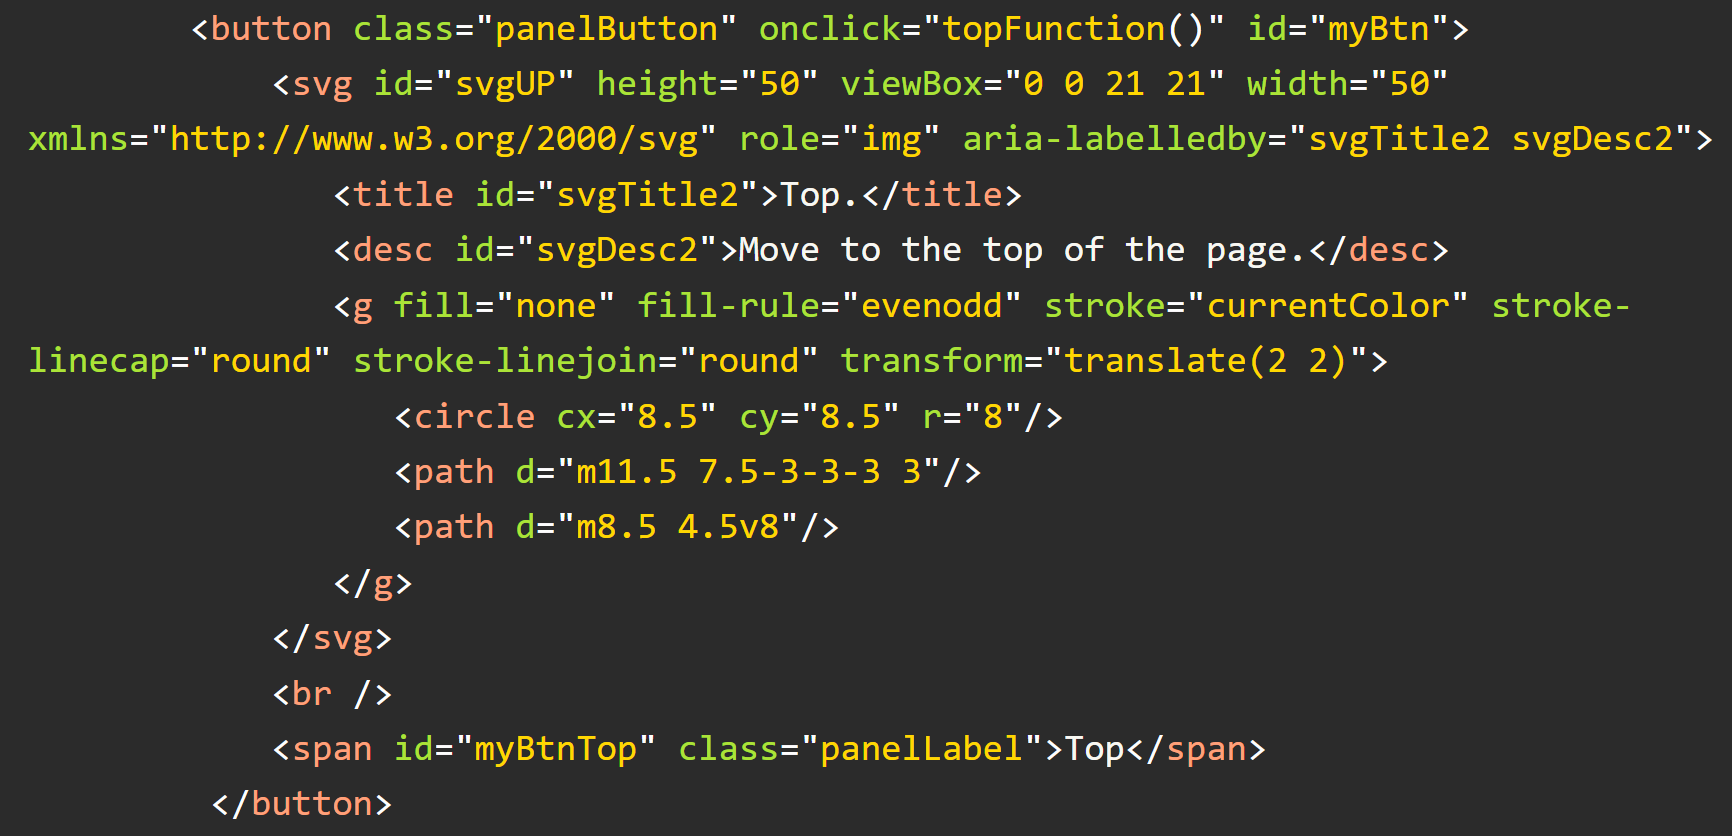 <button class="panelButton" onclick="topFunction()" id="myBtn">
<svg id="svgUP" height="50" viewBox="0 0 21 21" width="50"
xmlns="http://www.w3.org/2000/svg" role="img" aria-labelledby="svgTitle2 svgDesc2">
<title id="svgTitle2">Top.</title>
<desc id="svgDesc2">Move to the top of the page.</desc>
<g fill="none" fill-rule="evenodd" stroke="currentColor" stroke-
linecap="round" stroke-linejoin="round" transform="translate(2 2)">
<circle cx="8.5" cy="8.5" r="8"/>
<path d="m11.5 7.5-3-3-3 3"/>
<path d="m8.5 4.5v8"/>
</g>
</svg>
<br />
<span id="myBtnTop" class="panelLabel">Top</span>
</button>